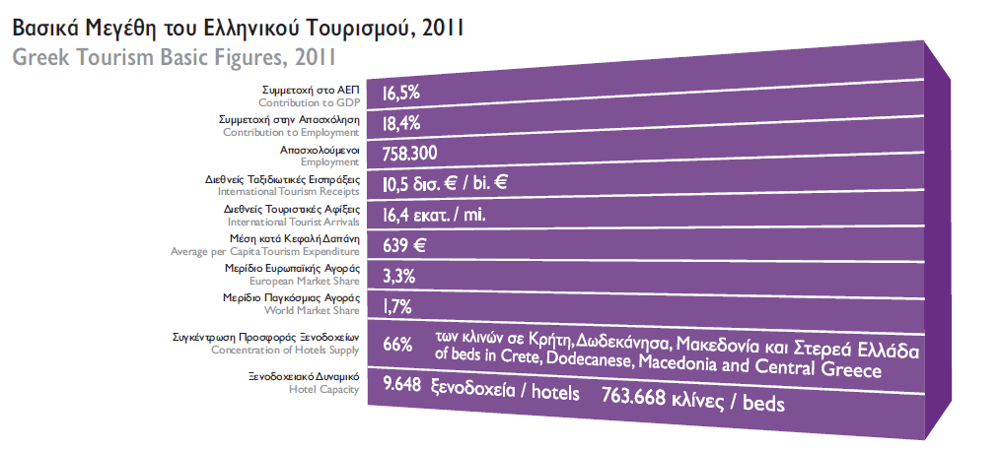 Βασικά Μεγέθη του Ελληνικού Τουρισμού, 2011
Greek Tourism Basic Figures, 2011
Συμμετοχή στο ΑΕΠ
Contribution to GDP
16,5%
Συμμετοχή στην Απασχόληση
Contribution to Employment
18,4%
Απασχολούμενοι
Employment
758.300
Διεθνείς Ταξιδιωτικές Εισπράξεις
International Tourism Receipts
10,5 δισ. € / bi. €
Διεθνείς Τουριστικές Αφίξεις
International Tourist Arrivals
16,4 εκατ. / mi.
Μέση κατά Κεφαλή Δαπάνη
Average per Capita Tourism Expenditure
639 €
Μερίδιο Ευρωπαϊκής Αγοράς
European Market Share
3,3%
Μερίδιο Παγκόσμιας Αγοράς
World Market Share
1,7%
Συγκέντρωση Προσφοράς Ξενοδοχείων
Concentration of Hotels Supply
66% των κλινών σε Κρήτη, Δωδεκάνησα, Μακεδονία και Στερεά Ελλάδα
of beds in Crete, Dodecanese, Macedonia and Central Greece
Ξενοδοχειακό Δυναμικό
Hotel Capacity
9.648 ξενοδοχεία / hotels 763.668 κλίνες / beds